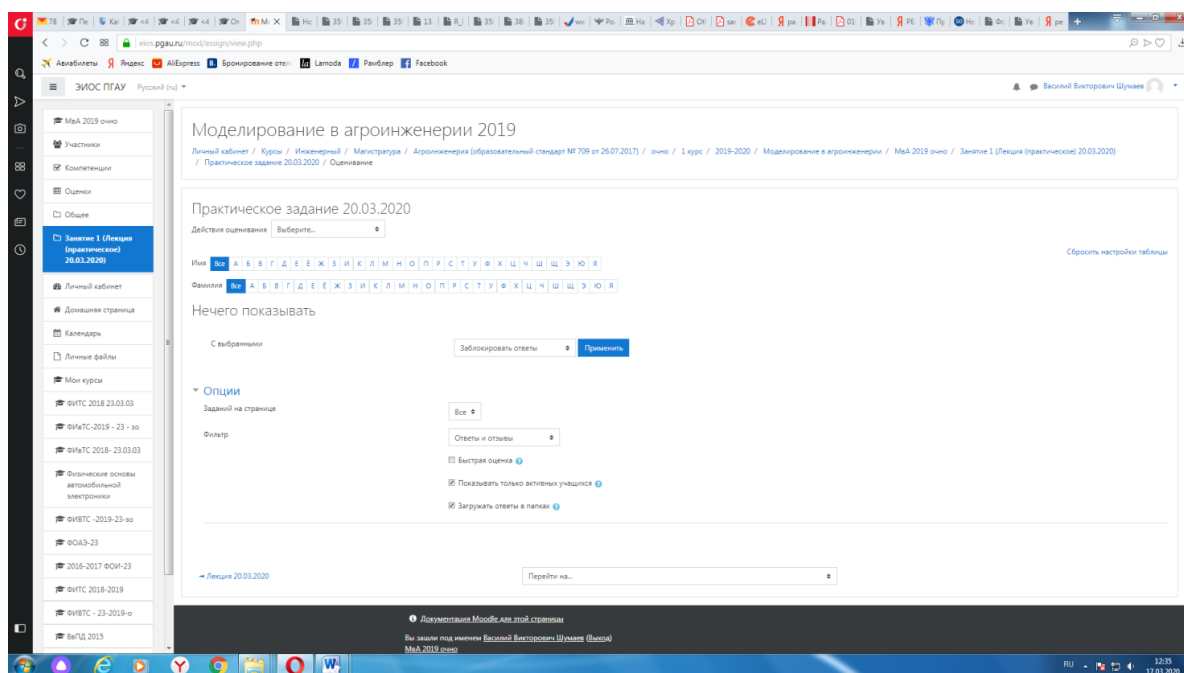 eios.pgau.ru/mod/assign/view.php
Авиабилеты Яндекс AliExpress Бронирование отел Lamoda Рамблер Facebook
ЭИОС ПГАУ Русский (ru)
Василий Викторович Шумаев
МвА 2019 очно
Участники
Компетенции
Оценки
Общее
Занятие 1 (Лекция
(практическое)
20.03.2020)
Личный кабинет
Домашняя страница
Календарь
Личные файлы
Мои курсы
ФИТС 2018 23.03.03
ФИвТС-2019 - 23 - зо
ФИвТС 2018- 23.03.03
Физические основы
автомобильной
электроники
ФИВТС -2019-23-зо
ФОАЭ-23
2016-2017 ФОИ-23
ФИТС 2018-2019
ФИВТС - 23-2019-о
ВвПД 2015
Моделирование в агроинженерии 2019
Личный кабинет / Курсы / Инженерный / Магистратура / Агроинженерия (образовательный стандарт № 709 от 26.07.2017) / очно / 1 курс / 2019-2020 / Моделирование в агроинженерии / МвА 2019 очно / Занятие 1 (Лекция (практическое) 20.03.2020)
/ Практическое задание 20.03.2020 / Оценивание
Практическое задание 20.03.2020
Действия оценивания Выберите...
Сбросить настройки таблицы
Имя Все А Б В Г Д Е Ё Ж З И К Л М Н О П Р С Т У Ф Х Ц Ч Ш Щ Э Ю Я
Фамилия Все А Б В Г Д Е Ё Ж З И К Л М Н О П Р С Т У Ф Х Ц Ч Ш Щ Э Ю Я
Нечего показывать
С выбранными Заблокировать ответы Применить
Опции
Заданий на странице Все
Фильтр Ответы и отзывы
Быстрая оценка
Показывать только активных учащихся
Загружать ответы в папках
Лекция 20.03.2020 Перейти на...
Документация Moodle для этой страницы
Вы зашли под именем Василий Викторович Шумаев (Выход)
МвА 2019 очно
RU 12:35
17.03.2020